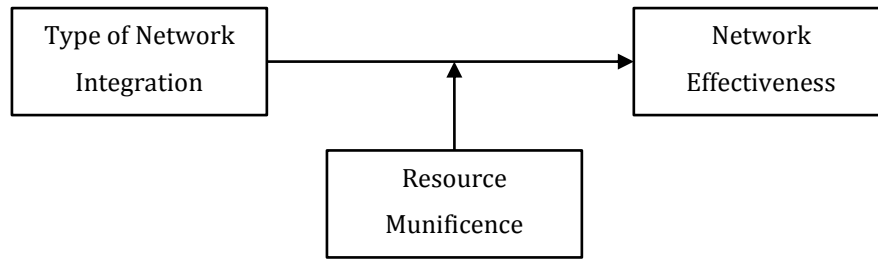 Type of Network
Integration
Network
Effectiveness
Resource
Munificence